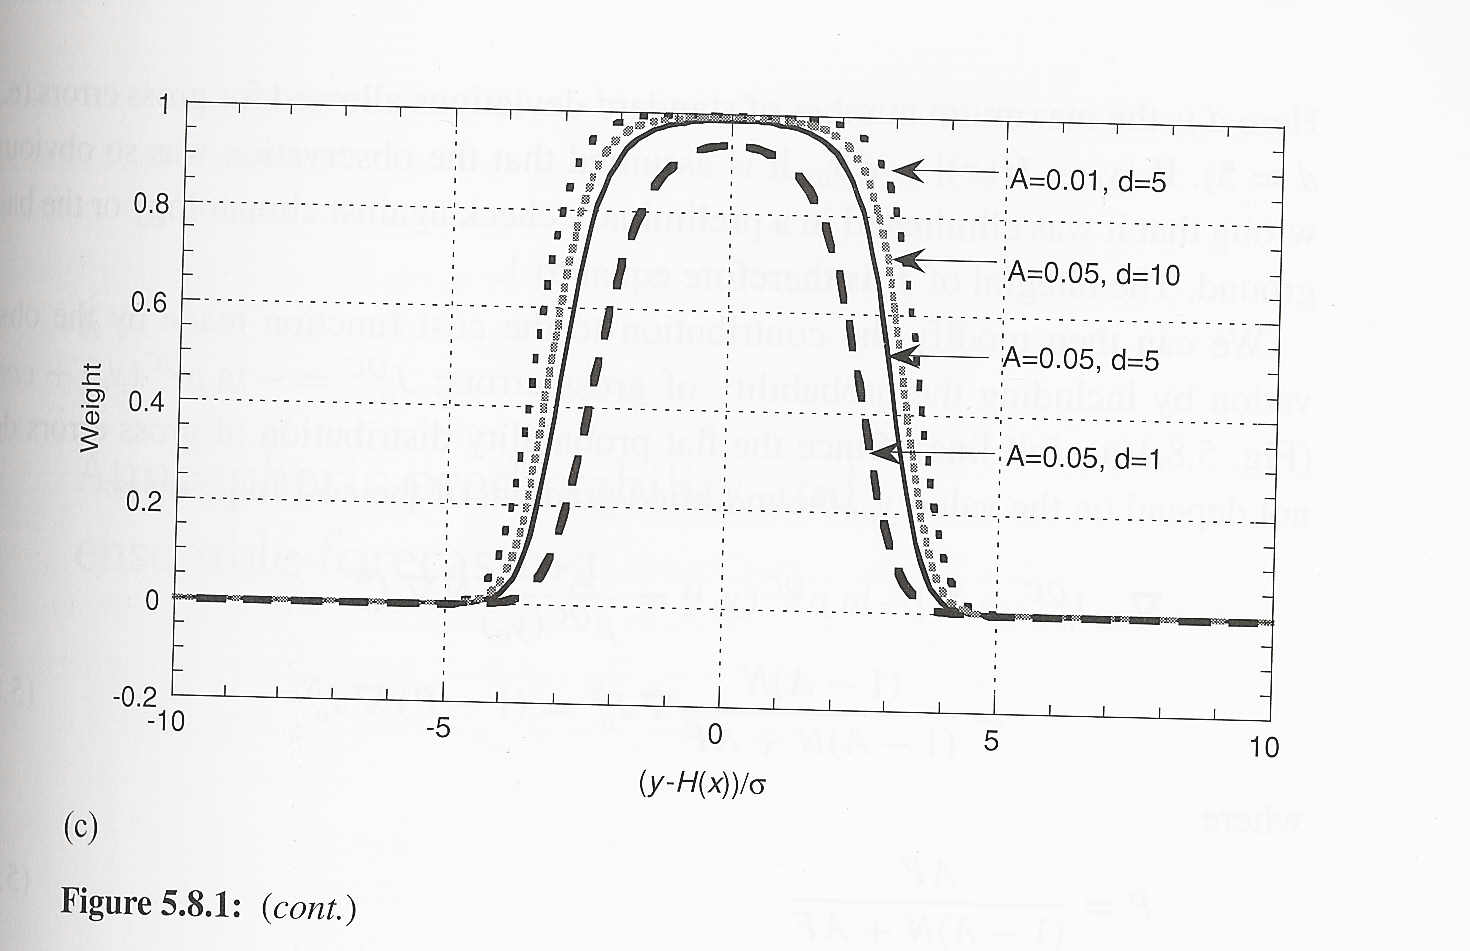 1
0.8
0.6
0.4
0.2
0
-0.2
Weight
A=0.01, d=5
A=0.05, d=10
A=0.05, d=5
A=0.05, d=1
-10
-5
0
5
10
(y-H(x))/σ
(c)
Figure 5.8.1: (cont.)